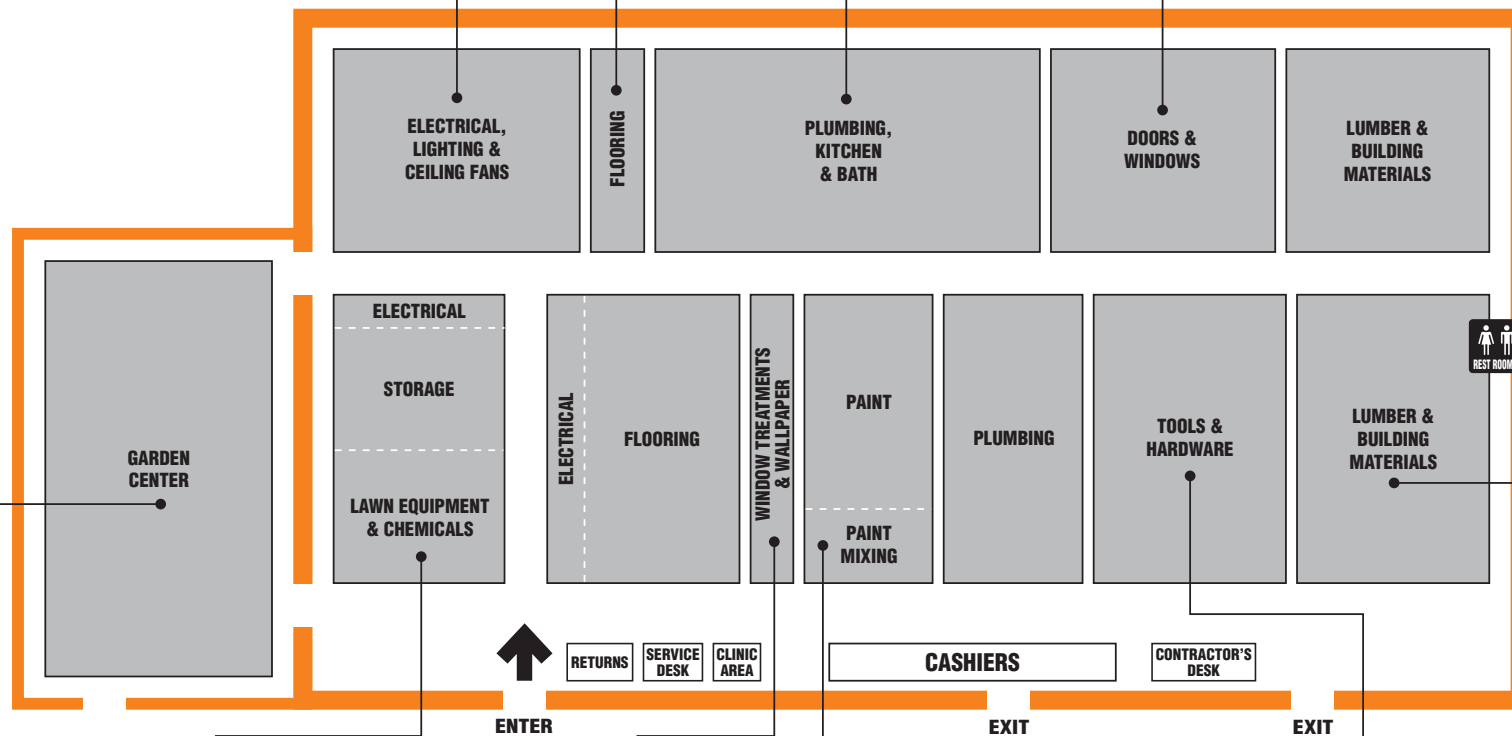 ELECTRICAL,
LIGHTING &
CEILING FANS
FLOORING
PLUMBING,
KITCHEN
& BATH
DOORS &
WINDOWS
LUMBER &
BUILDING
MATERIALS
GARDEN
CENTER
ELECTRICAL
STORAGE
LAWN EQUIPMENT
& CHEMICALS
ELECTRICAL
FLOORING
WINDOW TREATMENTS
& WALLPAPER
PAINT
PAINT
MIXING
PLUMBING
TOOLS &
HARDWARE
LUMBER &
BUILDING
MATERIALS
REST ROOM
RETURNS
SERVICE
DESK
CLINIC
AREA
CASHIERS
CONTRACTOR'S
DESK
ENTER
EXIT
EXIT